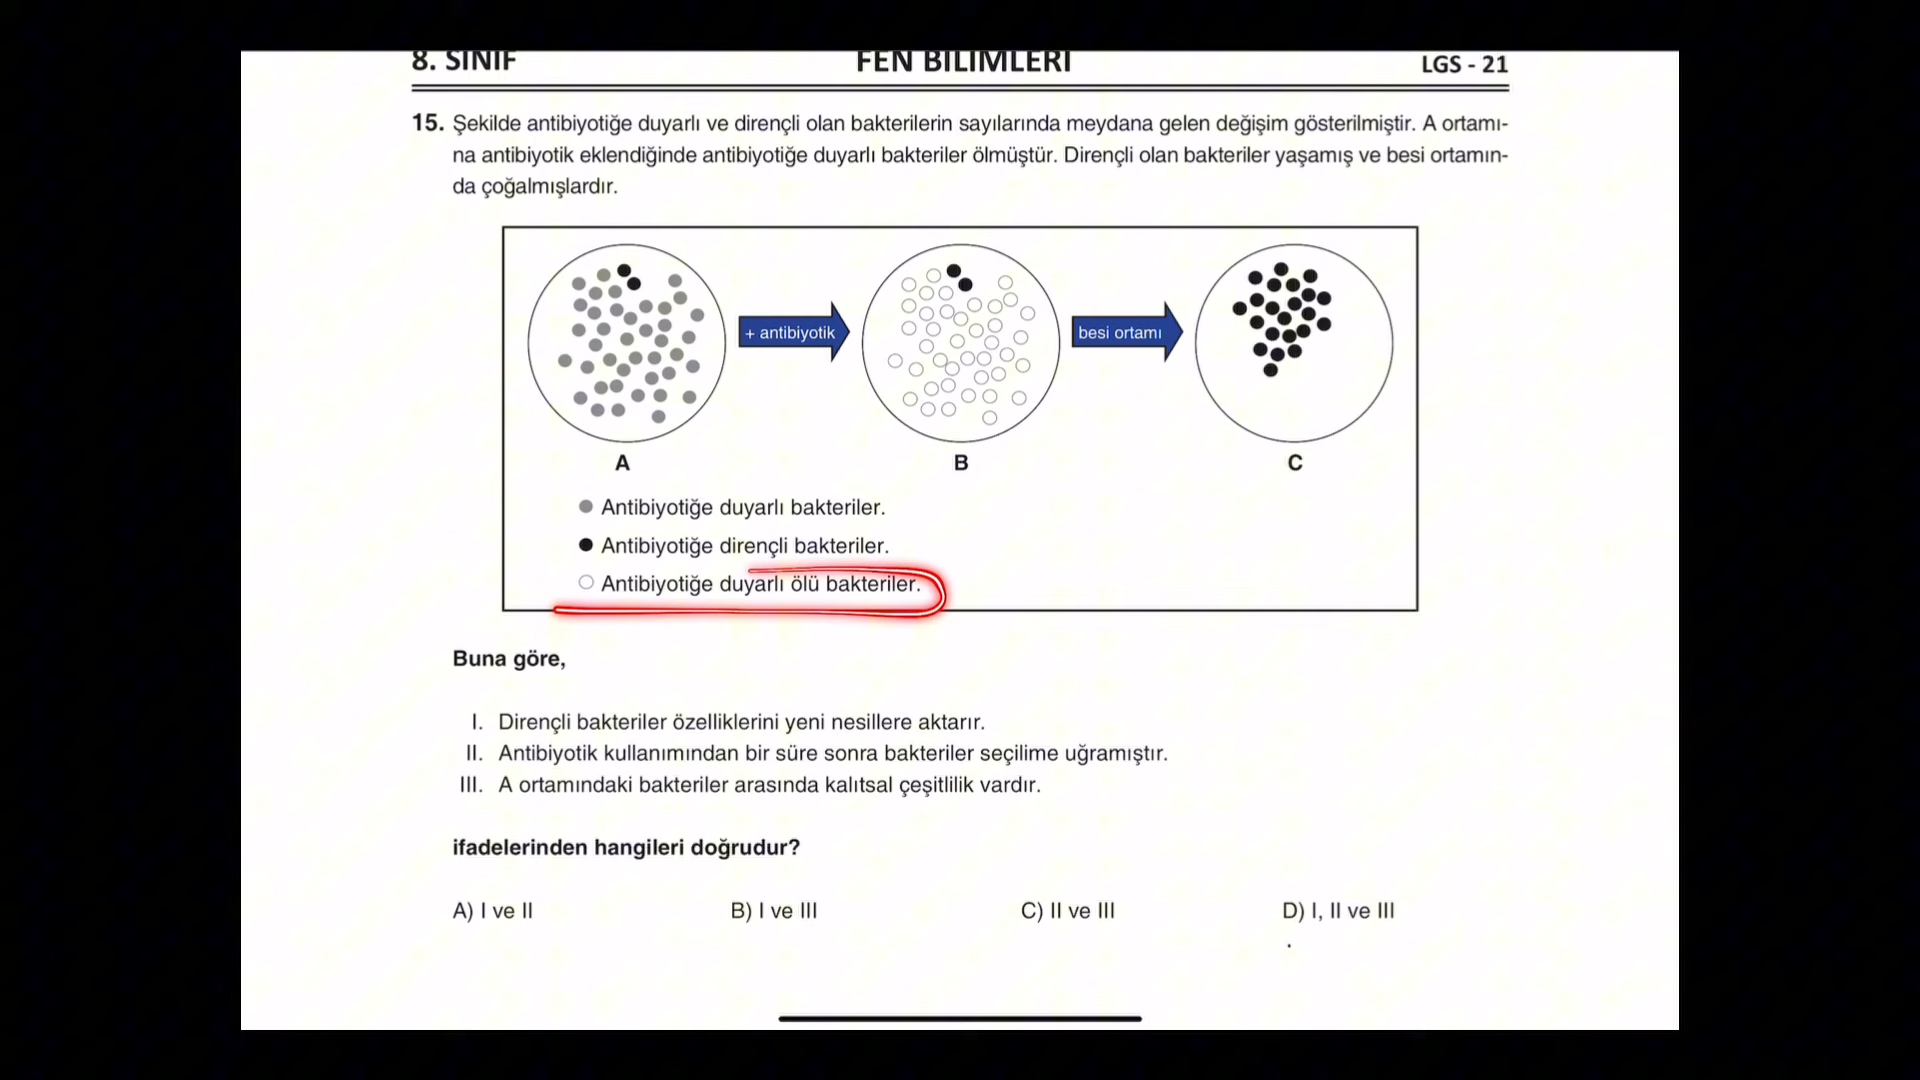 8. SINIF FEN BİLİMLERİ LGS - 21
15. Şekilde antibiyotiğe duyarlı ve dirençli olan bakterilerin sayılarında meydana gelen değişim gösterilmiştir. A ortamı-
na antibiyotik eklendiğinde antibiyotiğe duyarlı bakteriler ölmüştür. Dirençli olan bakteriler yaşamış ve besi ortamın-
da çoğalmışlardır.
+ antibiyotik
besi ortamı
A B C
Antibiyotiğe duyarlı bakteriler.
Antibiyotiğe dirençli bakteriler.
Antibiyotiğe duyarlı ölü bakteriler.
Buna göre,
I. Dirençli bakteriler özelliklerini yeni nesillere aktarır.
II. Antibiyotik kullanımından bir süre sonra bakteriler seçilime uğramıştır.
III. A ortamındaki bakteriler arasında kalıtsal çeşitlilik vardır.
ifadelerinden hangileri doğrudur?
A) I ve II B) I ve III C) II ve III D) I, II ve III